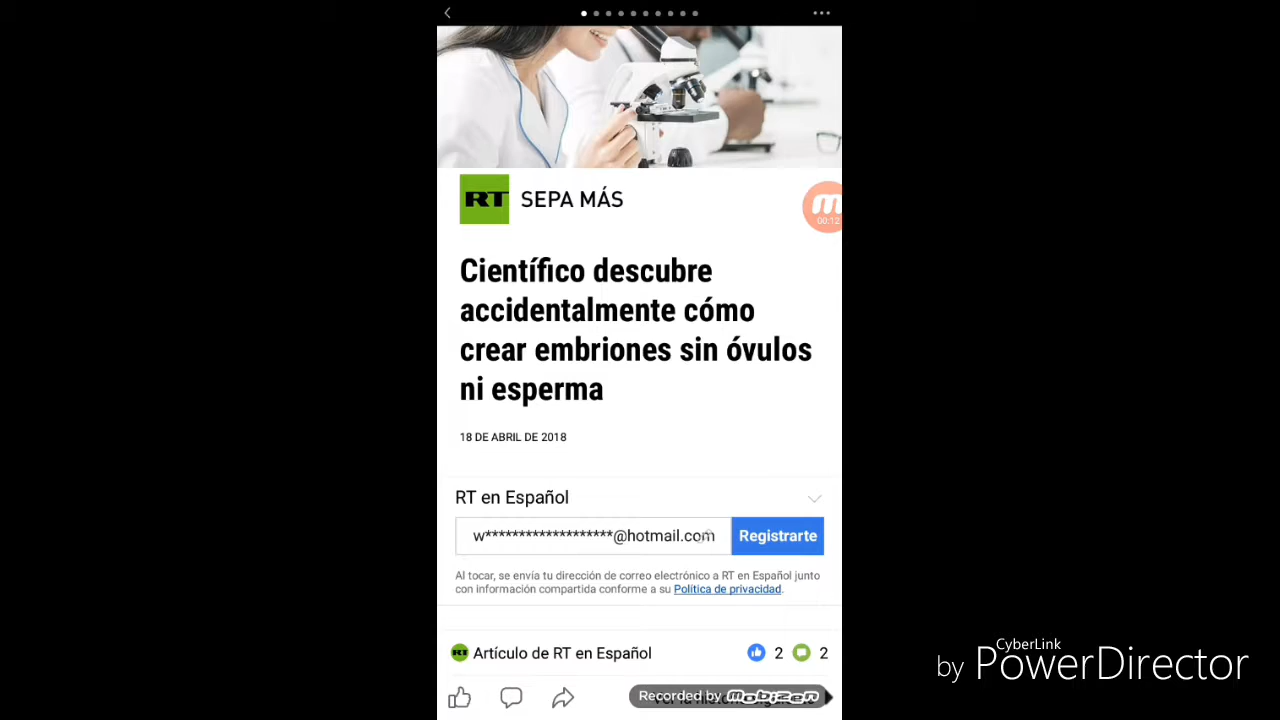 RT SEPA MÁS
00:12
Científico descubre
accidentalmente cómo
crear embriones sin óvulos
ni esperma
18 DE ABRIL DE 2018
RT en Español
w*******************@hotmail.com Registrarte
Al tocar, se envía tu dirección de correo electrónico a RT en Español junto
con información compartida conforme a su Política de privacidad.
RT Artículo de RT en Español 2 2
Recorded by MOBIZEN
CyberLink
by PowerDirector